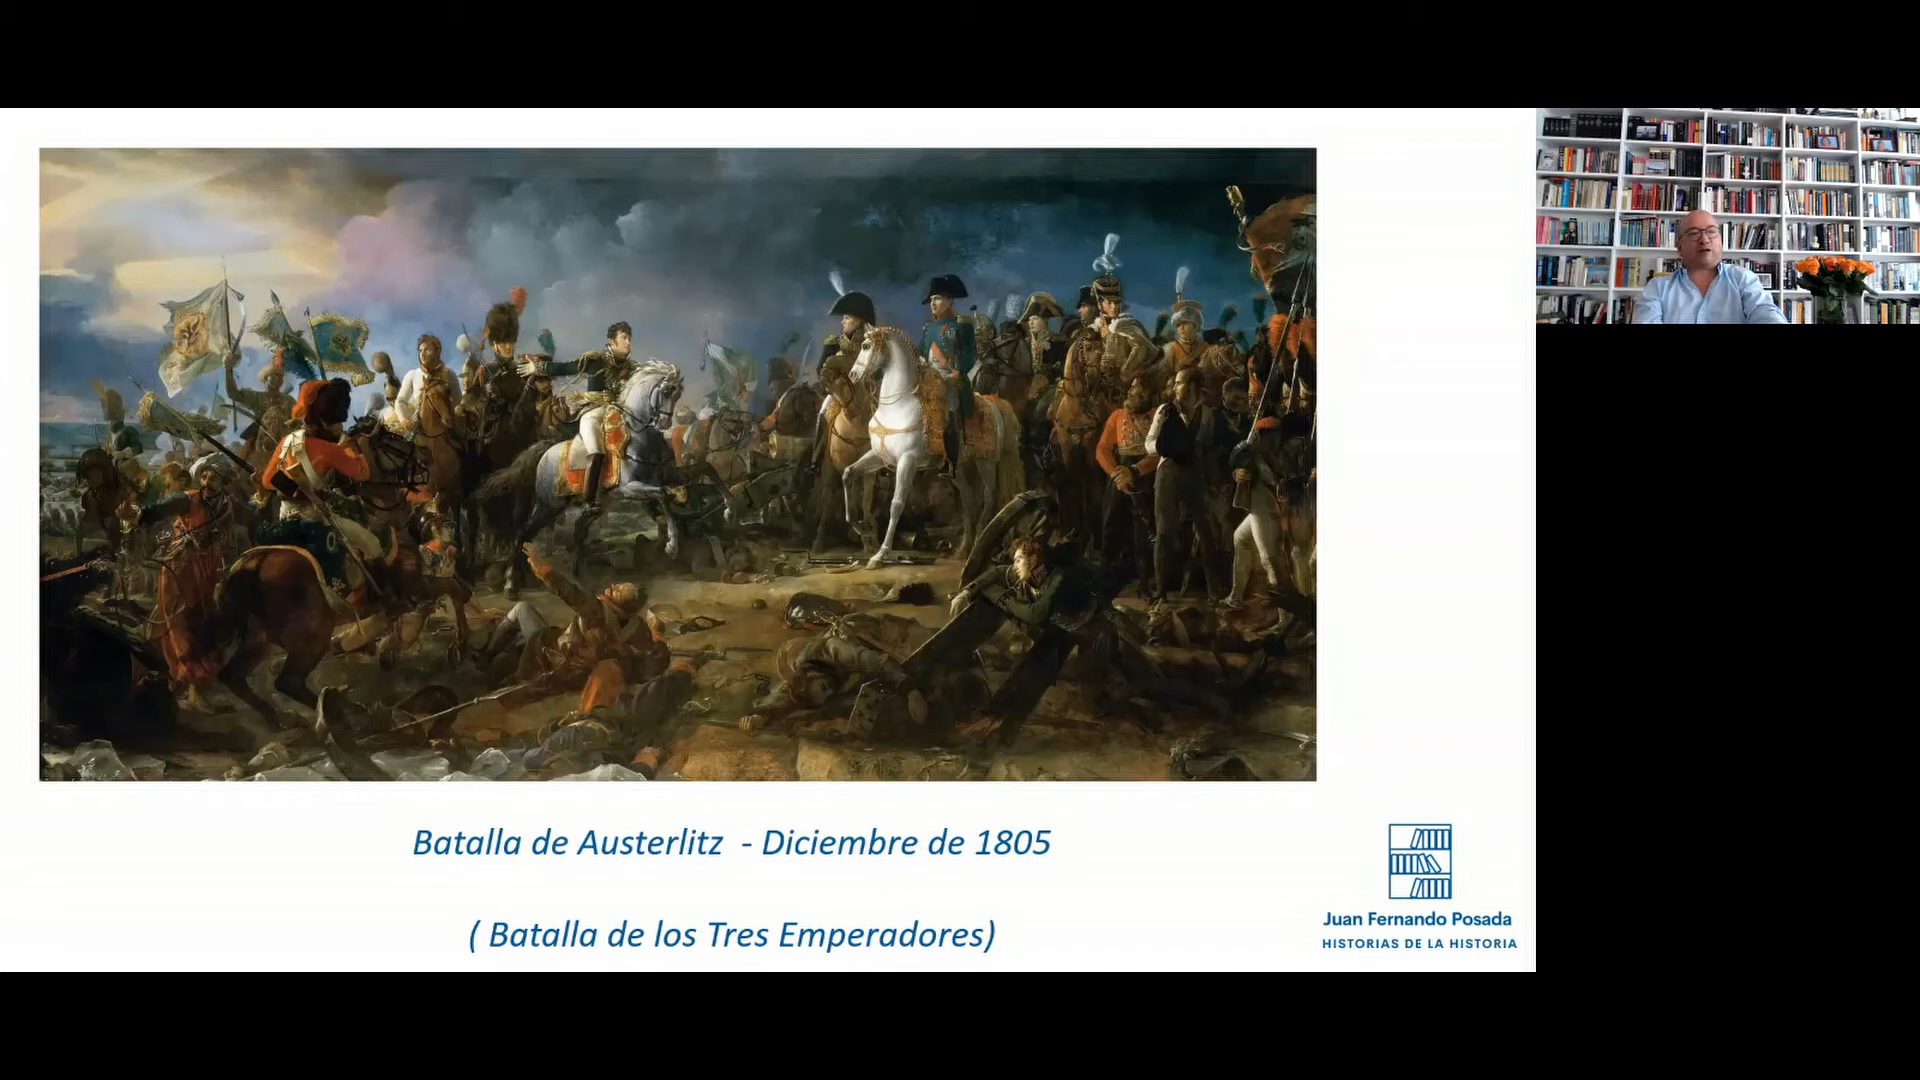 Batalla de Austerlitz - Diciembre de 1805
( Batalla de los Tres Emperadores)
Juan Fernando Posada
HISTORIAS DE LA HISTORIA